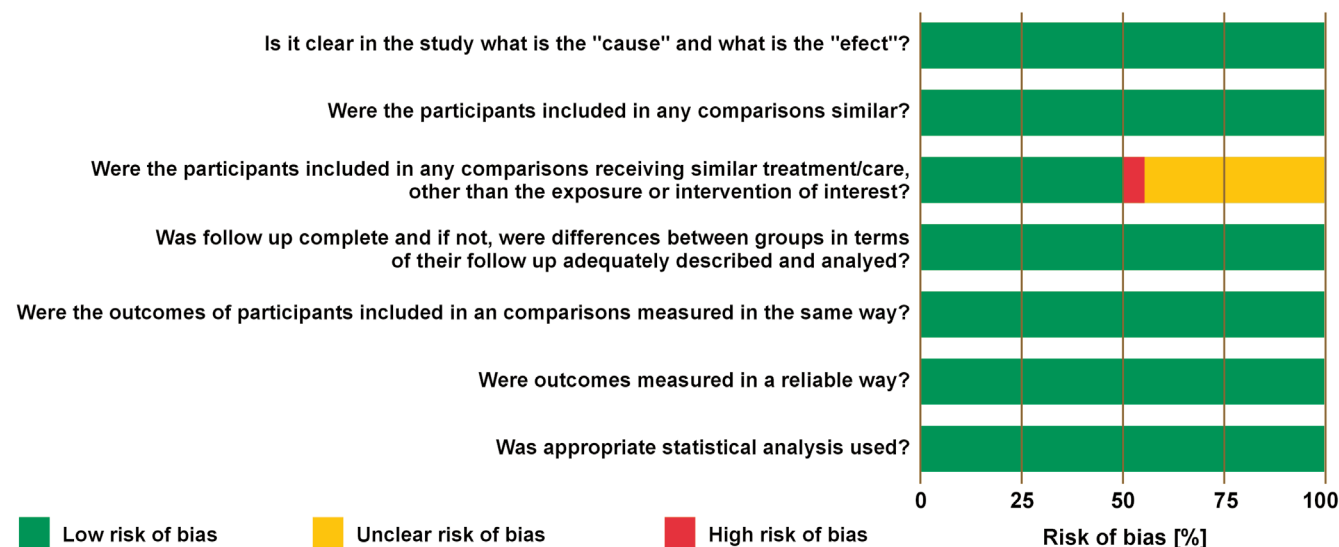 Is it clear in the study what is the "cause" and what is the "efect"?
Were the participants included in any comparisons similar?
Were the participants included in any comparisons receiving similar treatment/care,
other than the exposure or intervention of interest?
Was follow up complete and if not, were differences between groups in terms
of their follow up adequately described and analyed?
Were the outcomes of participants included in an comparisons measured in the same way?
Were outcomes measured in a reliable way?
Was appropriate statistical analysis used?
0 25 50 75 100
Low risk of bias Unclear risk of bias High risk of bias Risk of bias [%]